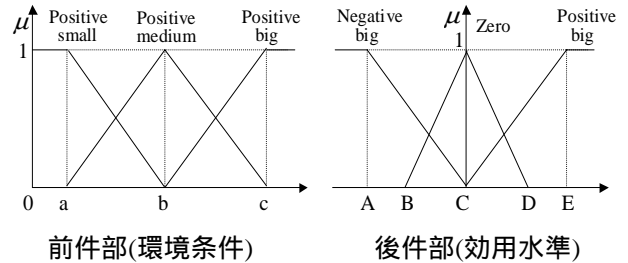 μ
Positive small
Positive medium
Positive big
1
0
a
b
c
前件部(環境条件)
Negative big
μ
Zero
Positive big
1
A
B
C
D
E
後件部(効用水準)